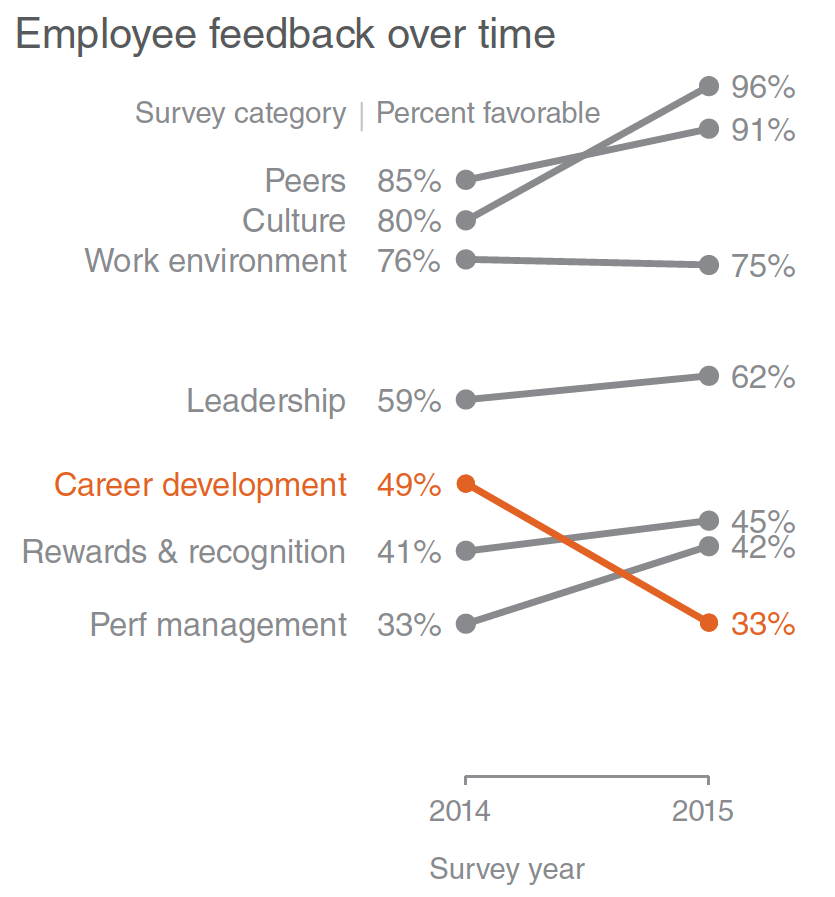 Employee feedback over time
Survey category | Percent favorable
96%
91%
Peers 85%
Culture 80%
Work environment 76%
75%
Leadership 59%
62%
Career development 49%
45%
Rewards & recognition 41%
42%
Perf management 33%
33%
2014 2015
Survey year